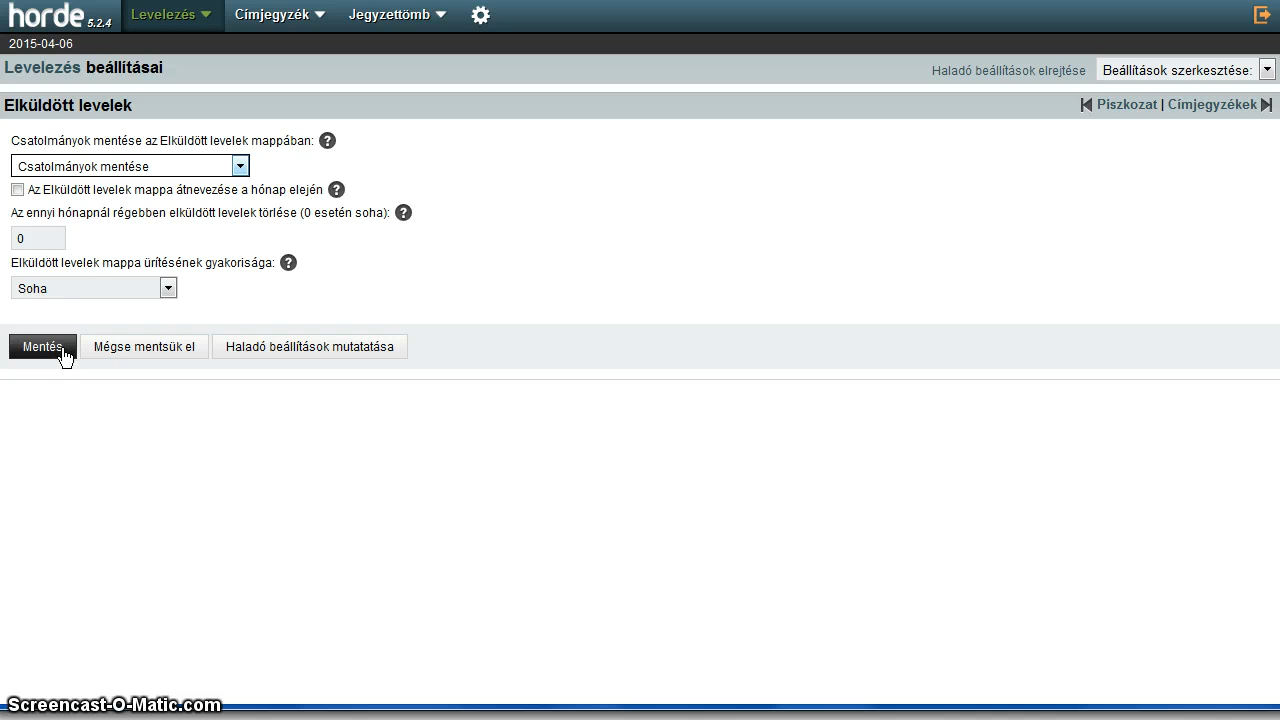 horde 5.2.4 Levelezés Címjegyzék Jegyzettömb
2015-04-06
Levelezés beállításai Haladó beállítások elrejtése Beállítások szerkesztése:
Elküldött levelek Piszkozat | Címjegyzékek
Csatolmányok mentése az Elküldött levelek mappában: ?
Csatolmányok mentése
Az Elküldött levelek mappa átnevezése a hónap elején ?
Az ennyi hónapnál régebben elküldött levelek törlése (0 esetén soha): ?
0
Elküldött levelek mappa ürítésének gyakorisága: ?
Soha
Mentés Mégse mentsük el Haladó beállítások mutatatása
Screencast-O-Matic.com